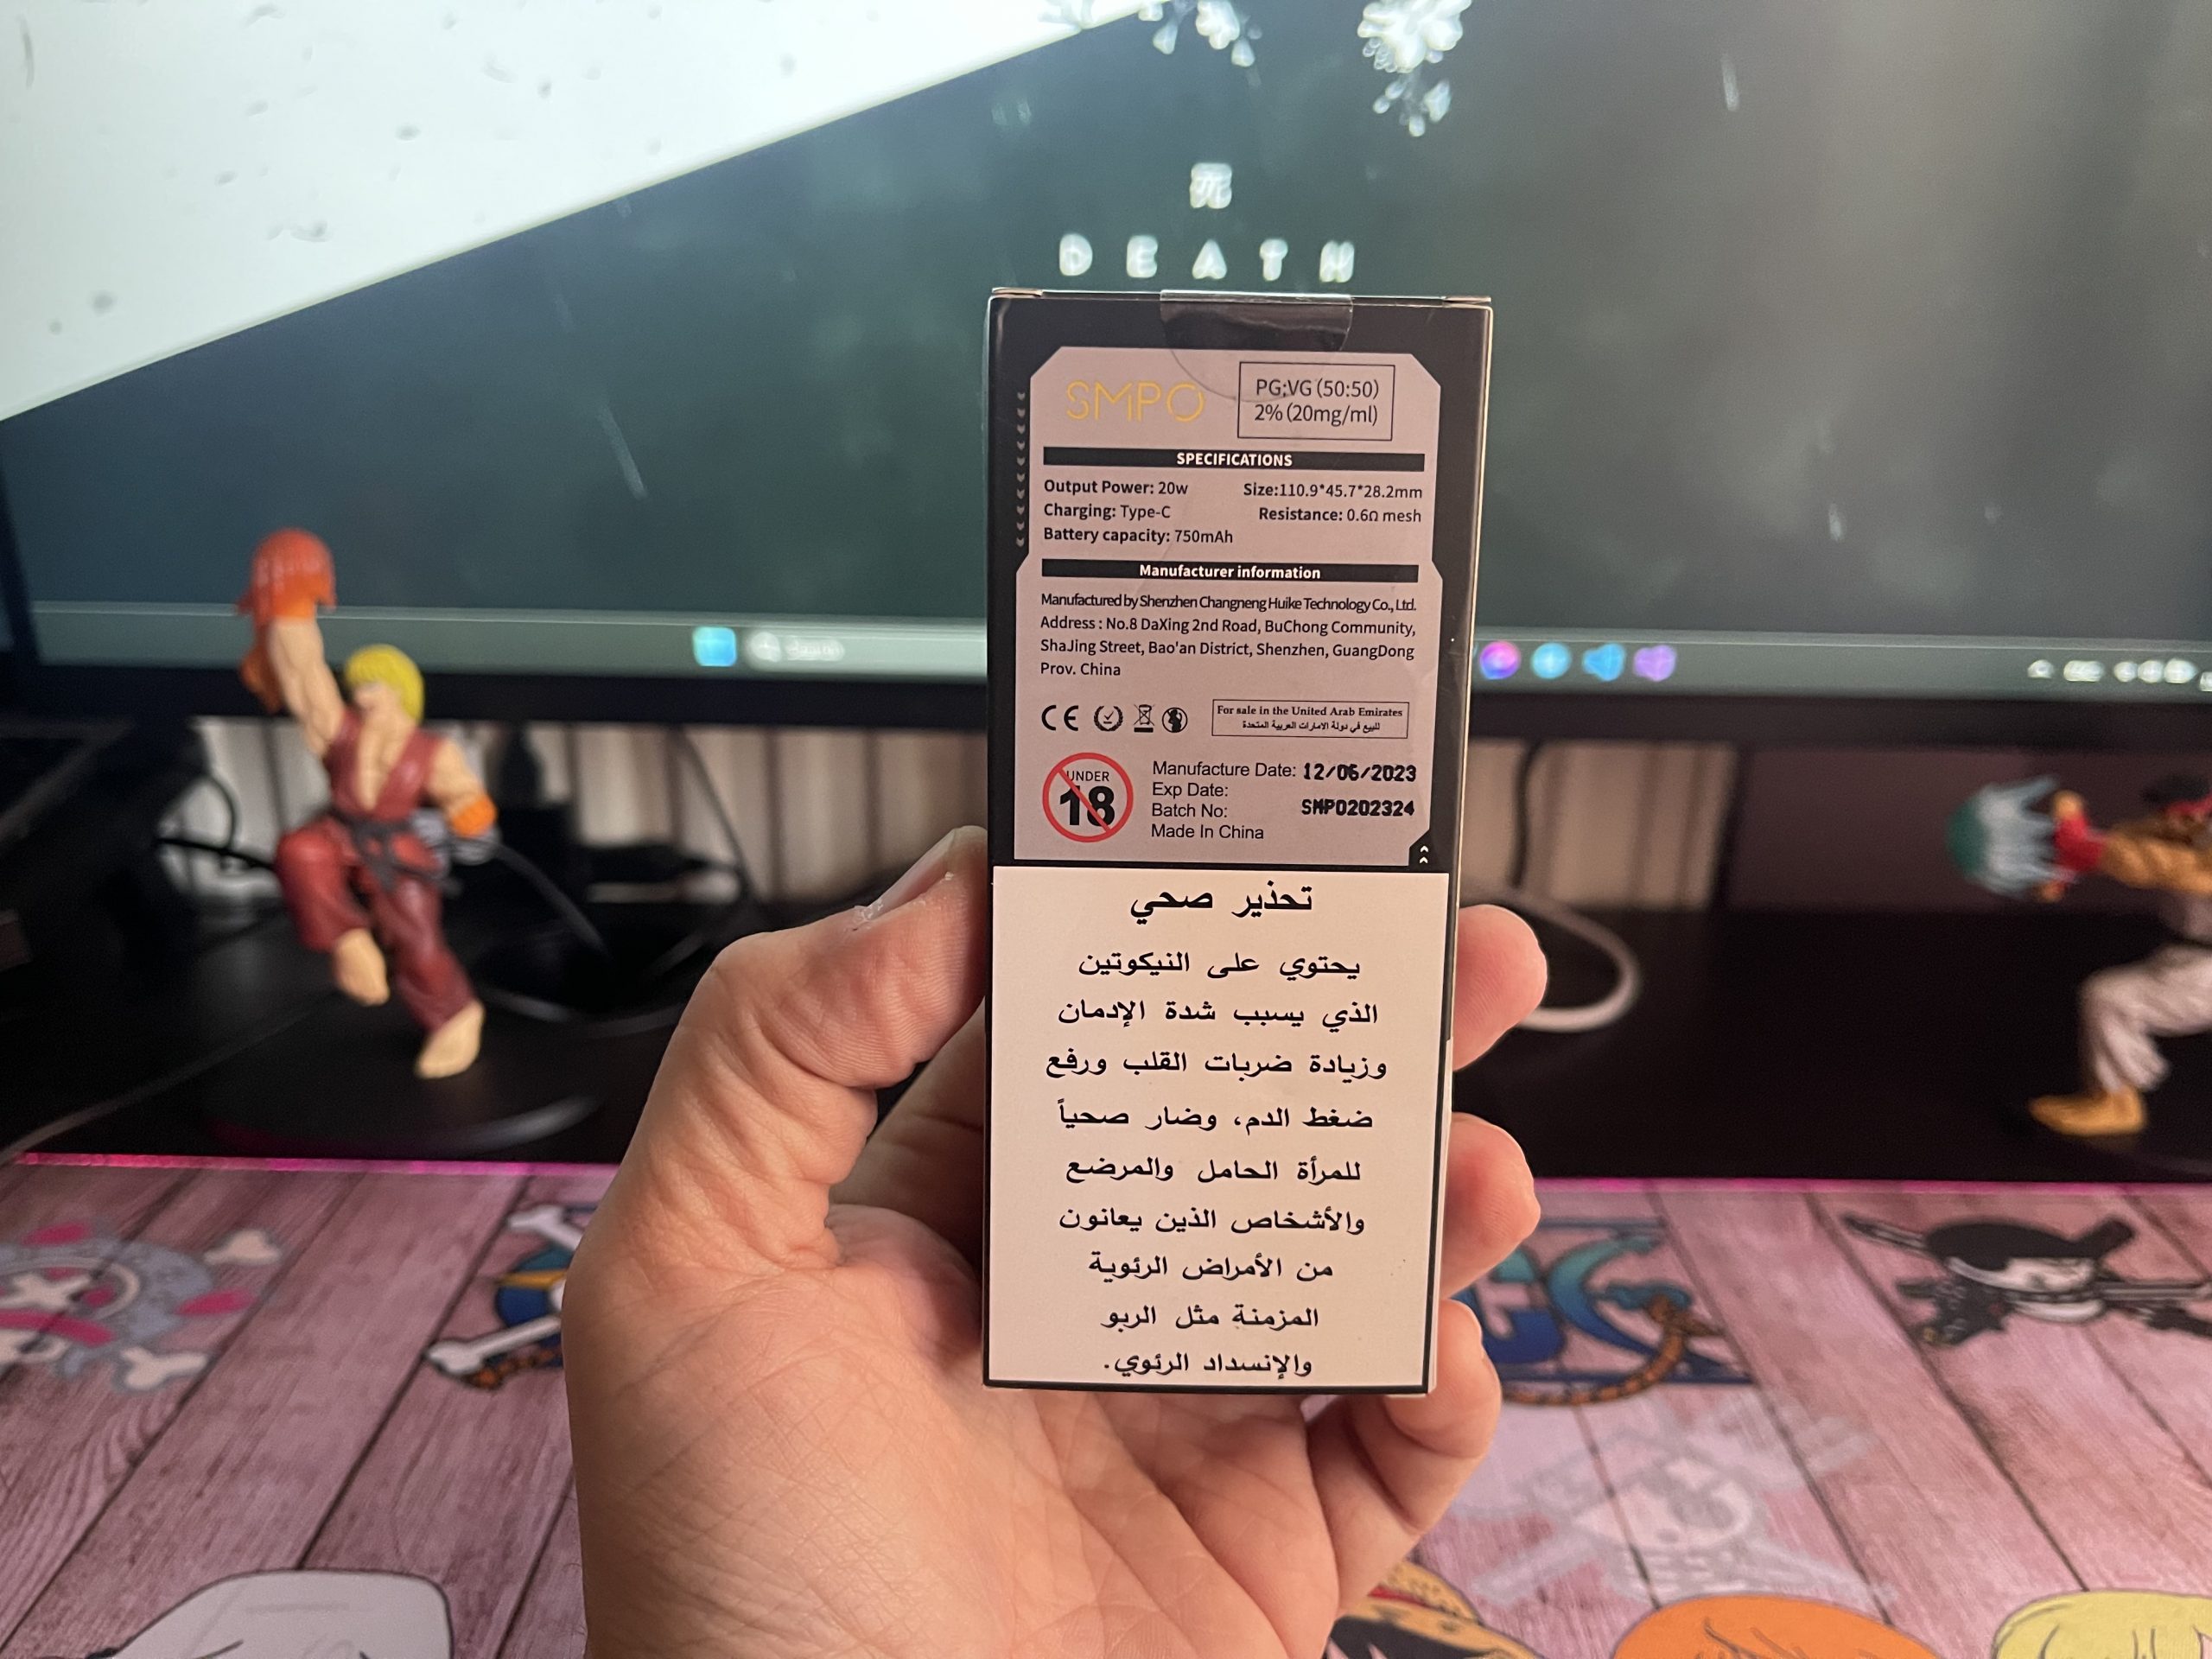 DEATH
SMPO
PG;VG (50:50)
2% (20mg/ml)
SPECIFICATIONS
Output Power: 20w Size:110.9*45.7*28.2mm
Charging: Type-C Resistance: 0.6Ω mesh
Battery capacity: 750mAh
Manufacturer information
Manufactured by Shenzhen Changneng Huike Technology Co., Ltd.
Address : No.8 DaXing 2nd Road, BuChong Community,
ShaJing Street, Bao'an District, Shenzhen, GuangDong
Prov. China
CE
For sale in the United Arab Emirates
للبيع في دولة الامارات العربية المتحدة
UNDER
18
Manufacture Date: 12/06/2023
Exp Date:
Batch No: SMPO202324
Made In China
تحذير صحي
يحتوي على النيكوتين
الذي يسبب شدة الإدمان
وزيادة ضربات القلب ورفع
ضغط الدم، وضار صحياً
للمرأة الحامل والمرضع
والأشخاص الذين يعانون
من الأمراض الرئوية
المزمنة مثل الربو
والإنسداد الرئوي.